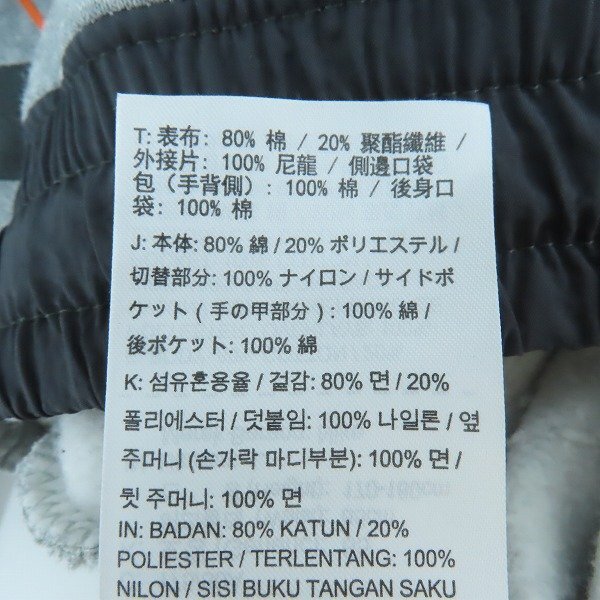 T: 表布: 80% 棉 / 20% 聚酯纖維 /
外接片: 100% 尼龍 / 側邊口袋
包（手背側）: 100% 棉 / 後身口
袋: 100% 棉
J: 本体: 80% 綿 / 20% ポリエステル /
切替部分: 100% ナイロン / サイドポ
ケット ( 手の甲部分 ) : 100% 綿 /
後ポケット: 100% 綿
K: 섬유혼용율 / 겉감: 80% 면 / 20%
폴리에스터 / 덧붙임: 100% 나일론 / 옆
주머니 (손가락 마디부분): 100% 면 /
뒷 주머니: 100% 면
IN: BADAN: 80% KATUN / 20%
POLIESTER / TERLENTANG: 100%
NILON / SISI BUKU TANGAN SAKU